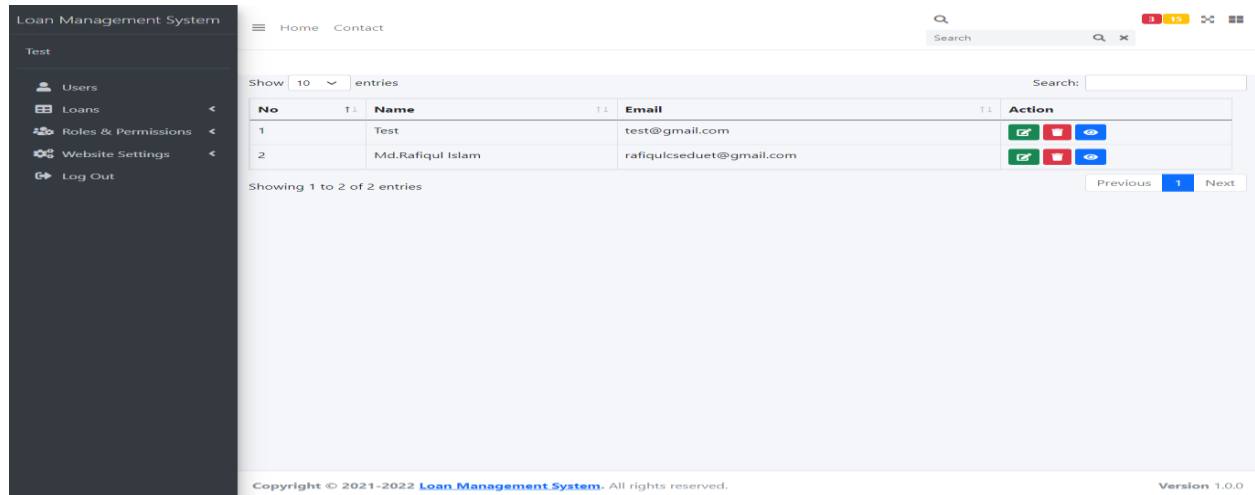 Loan Management System
Home Contact
3 15
Search
Test
Users
Loans
Roles & Permissions
Website Settings
Log Out
Show 10 entries
Search:
No Name Email Action
1 Test test@gmail.com
2 Md.Rafiqul Islam rafiqulcseduet@gmail.com
Showing 1 to 2 of 2 entries
Previous 1 Next
Copyright © 2021-2022 Loan Management System. All rights reserved.
Version 1.0.0